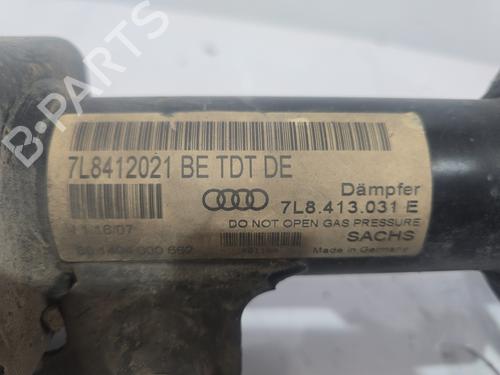 B-PARTS
7L8412021 BE TDT DE
Dämpfer
7L8.413.031 E
DO NOT OPEN GAS PRESSURE
SACHS
Made in Germany